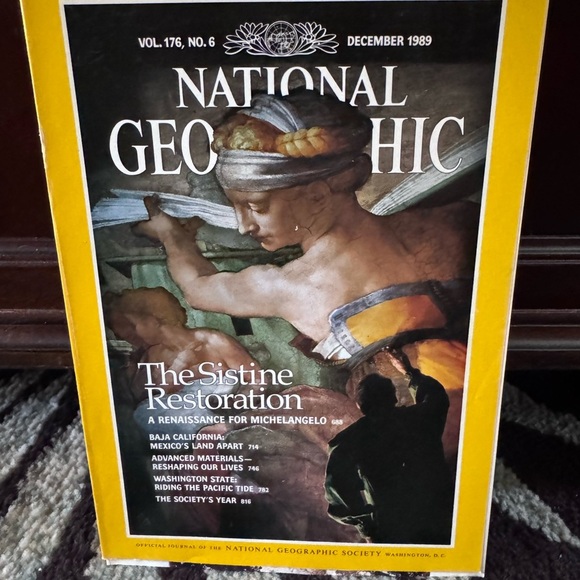 VOL. 176, NO. 6
DECEMBER 1989
NATIONAL
GEO HIC
The Sistine
Restoration
A RENAISSANCE FOR MICHELANGELO 688
BAJA CALIFORNIA:
MEXICO'S LAND APART 714
ADVANCED MATERIALS—
RESHAPING OUR LIVES 746
WASHINGTON STATE:
RIDING THE PACIFIC TIDE 782
THE SOCIETY'S YEAR 816
OFFICIAL JOURNAL OF THE NATIONAL GEOGRAPHIC SOCIETY WASHINGTON, D.C.